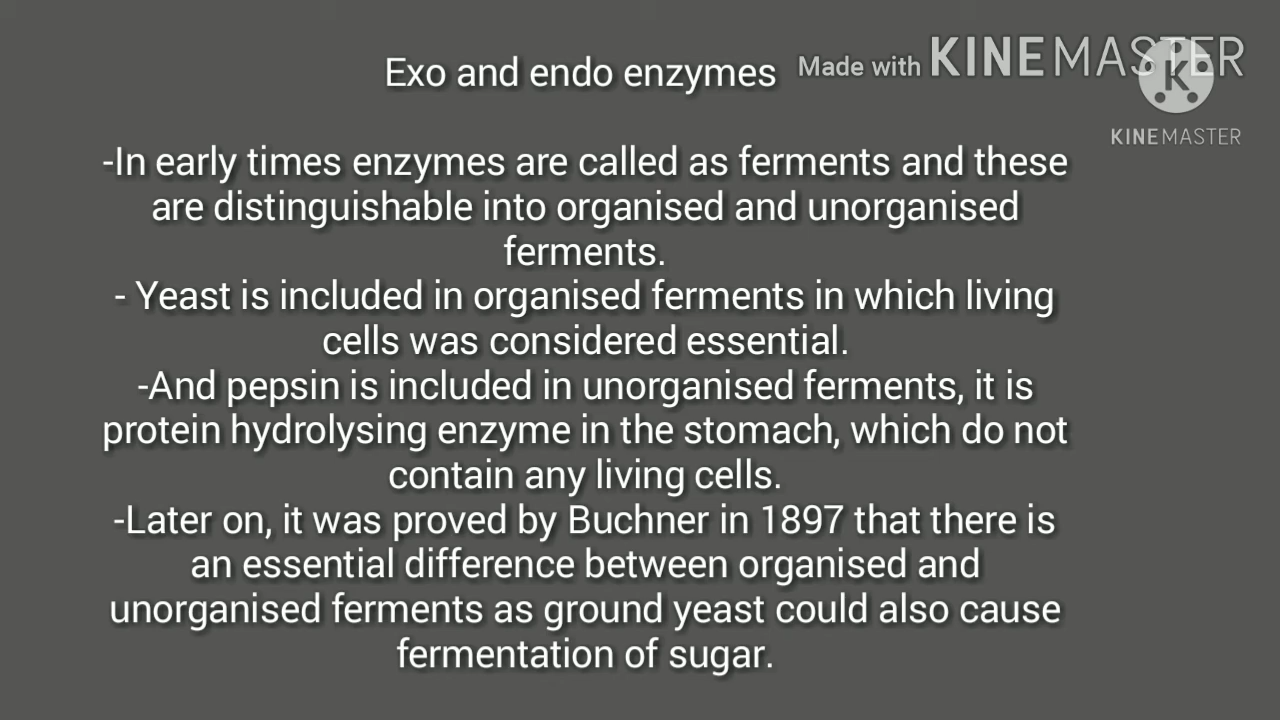 Exo and endo enzymes
Made with KINEMASTER
K
KINEMASTER
-In early times enzymes are called as ferments and these
are distinguishable into organised and unorganised
ferments.
- Yeast is included in organised ferments in which living
cells was considered essential.
-And pepsin is included in unorganised ferments, it is
protein hydrolysing enzyme in the stomach, which do not
contain any living cells.
-Later on, it was proved by Buchner in 1897 that there is
an essential difference between organised and
unorganised ferments as ground yeast could also cause
fermentation of sugar.